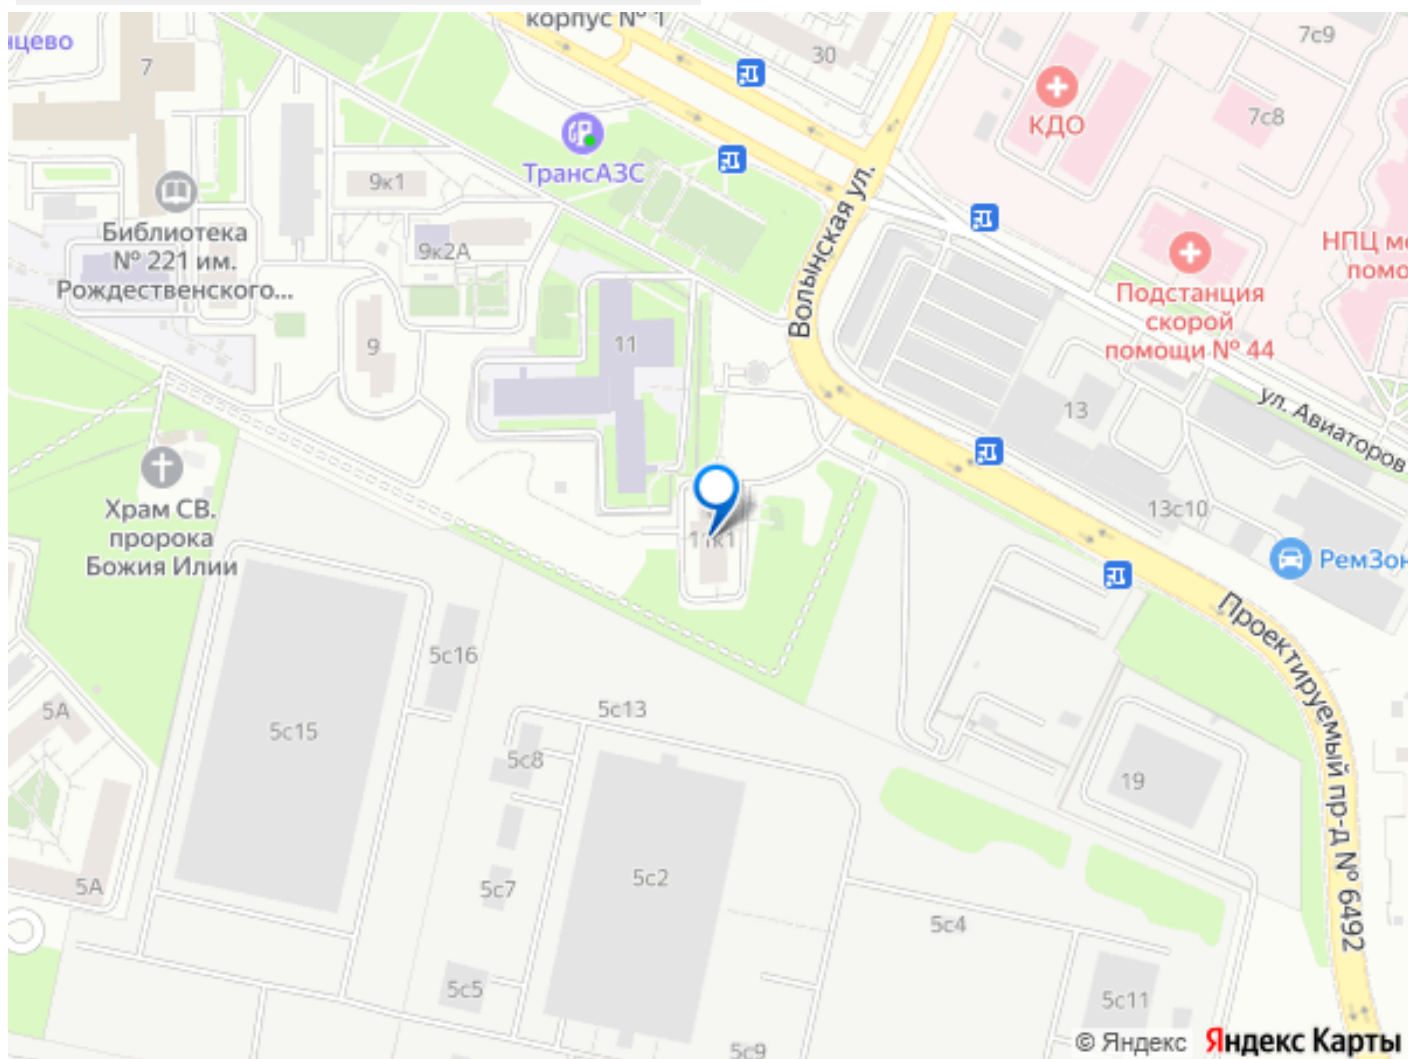 корпус № 1
нцево
7
30
7с9
КДО
7с8
ТрансАЗС
9к1
Библиотека
№ 221 им.
Рождественского...
9к2А
Волынская ул.
НПЦ ме
помо
Подстанция
скорой
помощи № 44
11
9
13
ул. Авиаторов
Храм СВ.
пророка
Божия Илии
11к1
13с10
РемЗон
Проектируемый пр-д № 6492
5с16
5А
5с15
5с13
5с8
19
5А
5с7
5с2
5с4
5с5
5с11
5с9
© Яндекс
Яндекс Карты